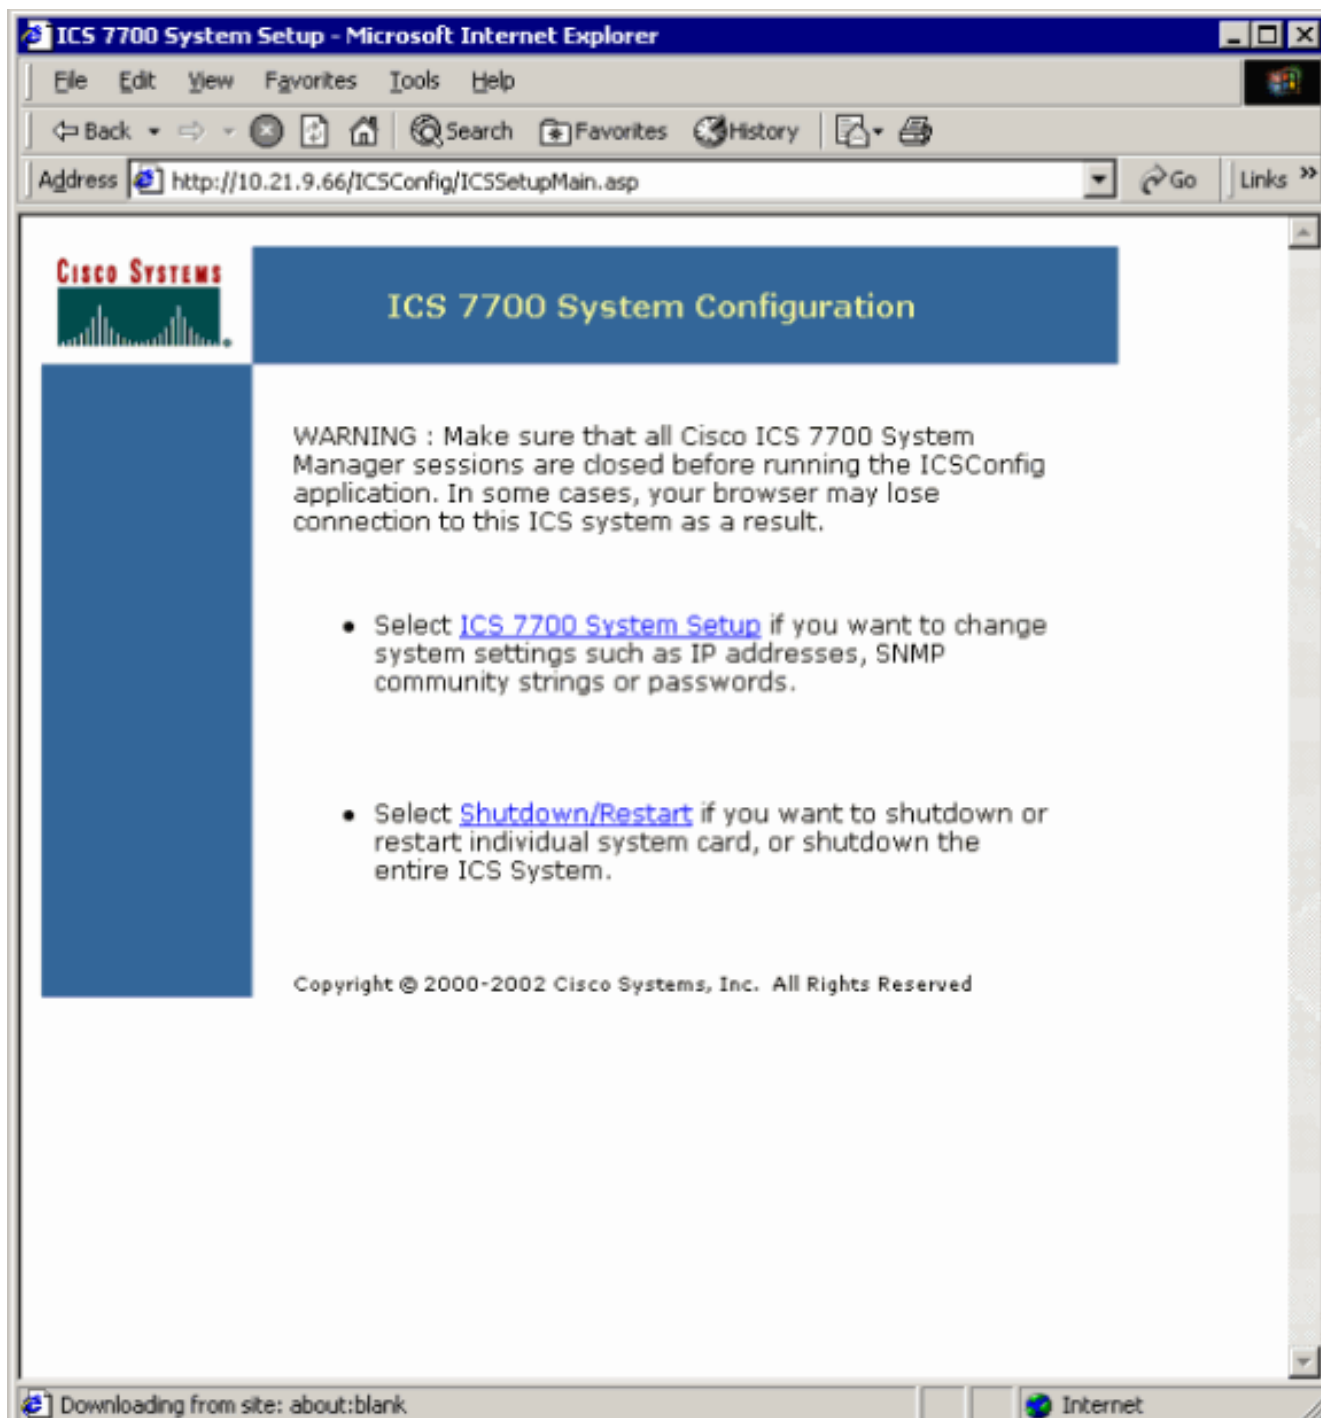 ICS 7700 System Setup - Microsoft Internet Explorer
File Edit View Favorites Tools Help
Back Search Favorites History
Address http://10.21.9.66/ICSConfig/ICSSetupMain.asp Go Links »
CISCO SYSTEMS
ICS 7700 System Configuration
WARNING : Make sure that all Cisco ICS 7700 System
Manager sessions are closed before running the ICSConfig
application. In some cases, your browser may lose
connection to this ICS system as a result.
• Select ICS 7700 System Setup if you want to change
system settings such as IP addresses, SNMP
community strings or passwords.
• Select Shutdown/Restart if you want to shutdown or
restart individual system card, or shutdown the
entire ICS System.
Copyright © 2000-2002 Cisco Systems, Inc. All Rights Reserved
Downloading from site: about:blank Internet